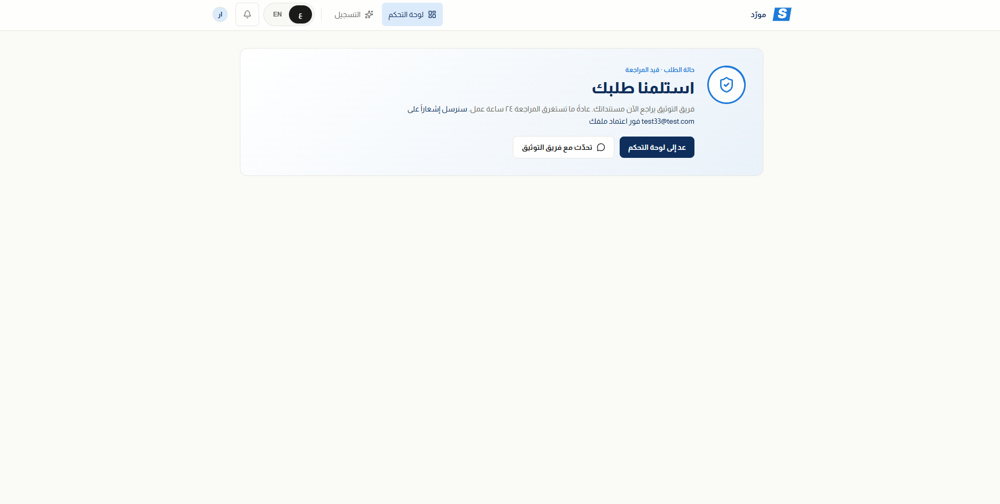 S
مورّد
لوحة التحكم
التسجيل
ع
EN
ار
حالة الطلب · قيد المراجعة
استلمنا طلبك
فريق التوثيق يراجع الآن مستنداتك. عادةً ما تستغرق المراجعة ٢٤ ساعة عمل. سنرسل إشعاراً على
test33@test.com فور اعتماد ملفك
عد إلى لوحة التحكم
تحدّث مع فريق التوثيق